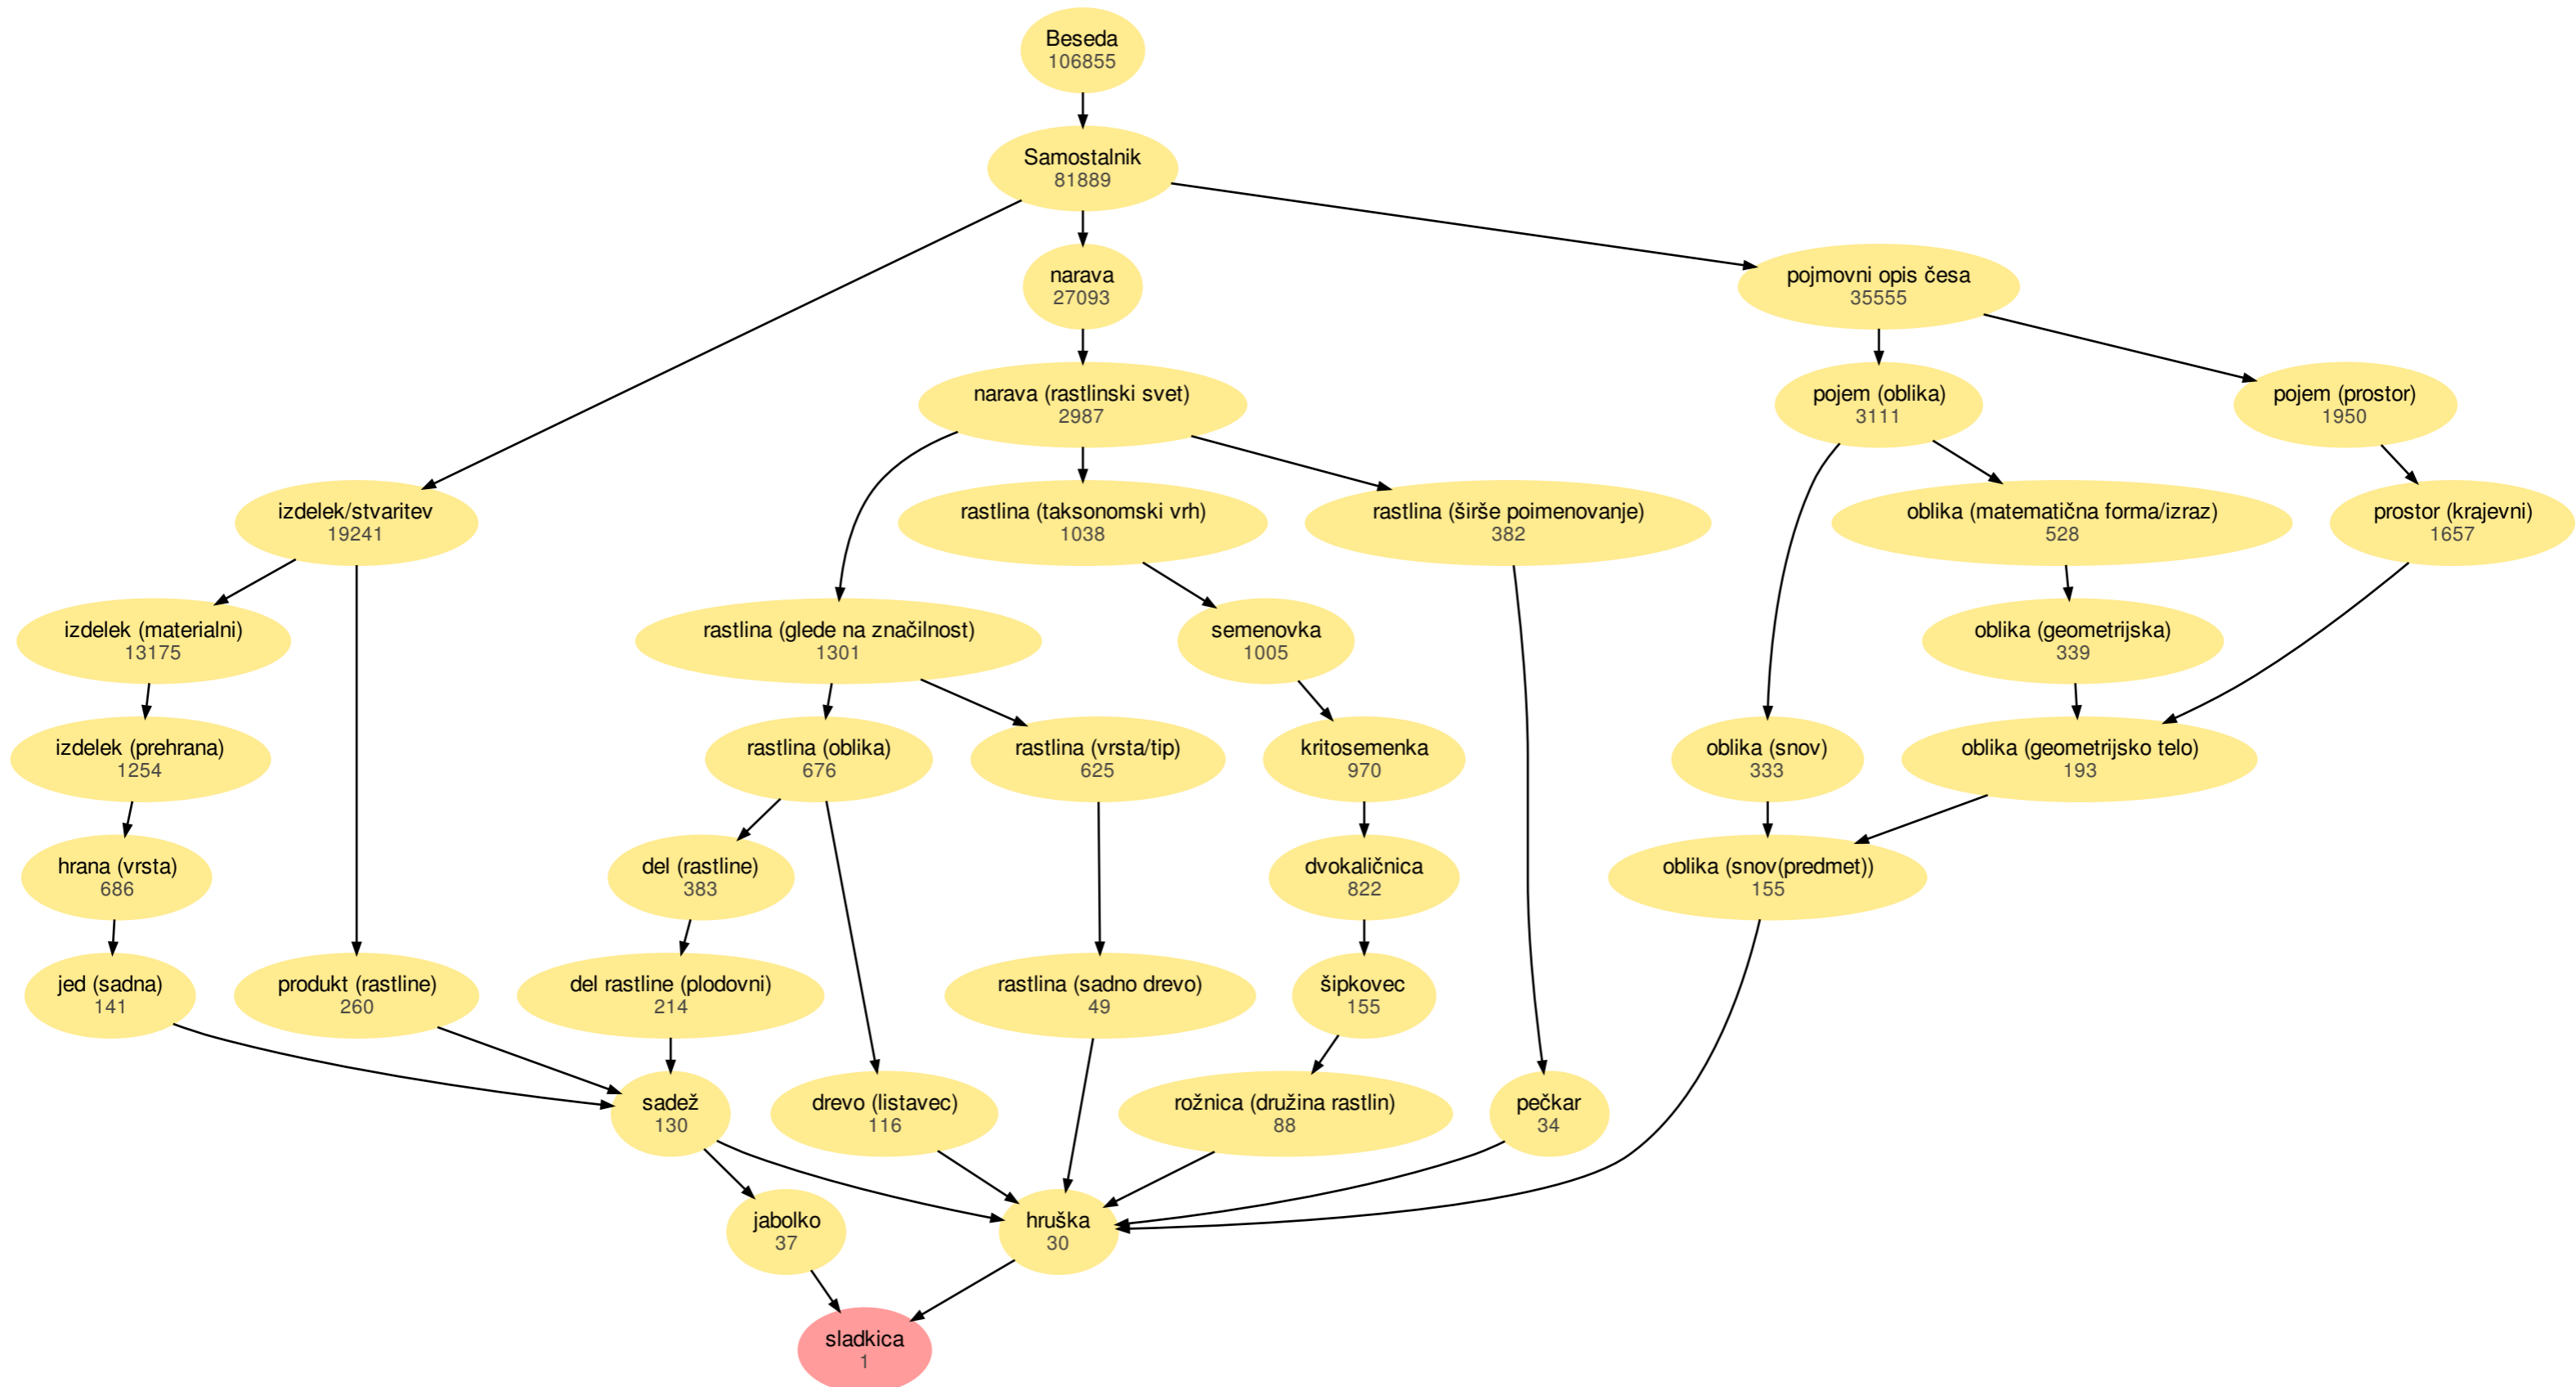 Beseda
106855
Samostalnik
81889
narava
27093
pojmovni opis česa
35555
narava (rastlinski svet)
2987
pojem (oblika)
3111
pojem (prostor)
1950
izdelek/stvaritev
19241
rastlina (taksonomski vrh)
1038
rastlina (širše poimenovanje)
382
oblika (matematična forma/izraz)
528
prostor (krajevni)
1657
izdelek (materialni)
13175
rastlina (glede na značilnost)
1301
semenovka
1005
oblika (geometrijska)
339
izdelek (prehrana)
1254
rastlina (oblika)
676
rastlina (vrsta/tip)
625
kritosemenka
970
oblika (snov)
333
oblika (geometrijsko telo)
193
hrana (vrsta)
686
del (rastline)
383
dvokaličnica
822
oblika (snov(predmet))
155
jed (sadna)
141
produkt (rastline)
260
del rastline (plodovni)
214
rastlina (sadno drevo)
49
šipkovec
155
sadež
130
drevo (listavec)
116
rožnica (družina rastlin)
88
pečkar
34
jabolko
37
hruška
30
sladkica
1